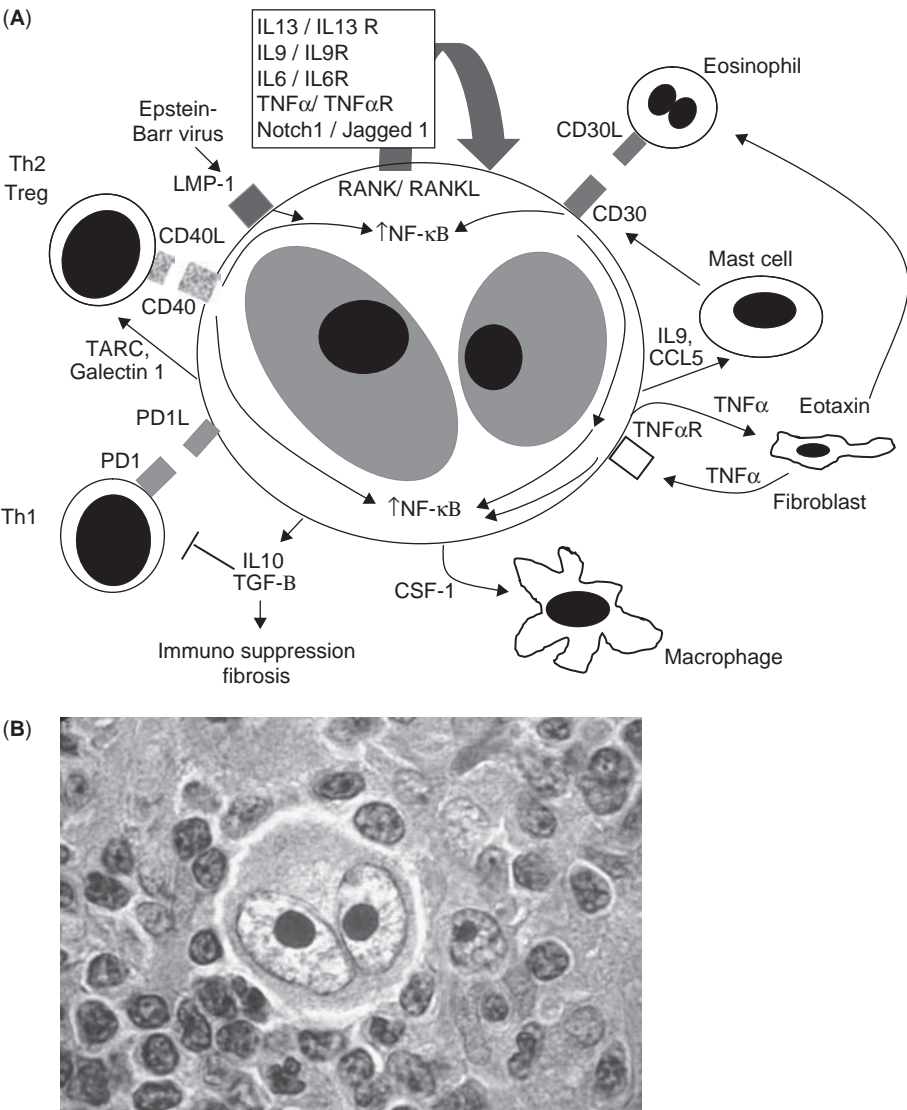 (A)
IL13 / IL13 R
IL9 / IL9R
IL6 / IL6R
TNFα/ TNFαR
Notch1 / Jagged 1
Eosinophil
Epstein-
Barr virus
CD30L
Th2
Treg
LMP-1
RANK/ RANKL
CD30
↑NF-κB
CD40L
Mast cell
CD40
TARC,
Galectin 1
IL9,
CCL5
PD1L
TNFα
Eotaxin
TNFαR
PD1
TNFα
Fibroblast
Th1
↑NF-κB
IL10
TGF-B
CSF-1
Immuno suppression
fibrosis
Macrophage
(B)